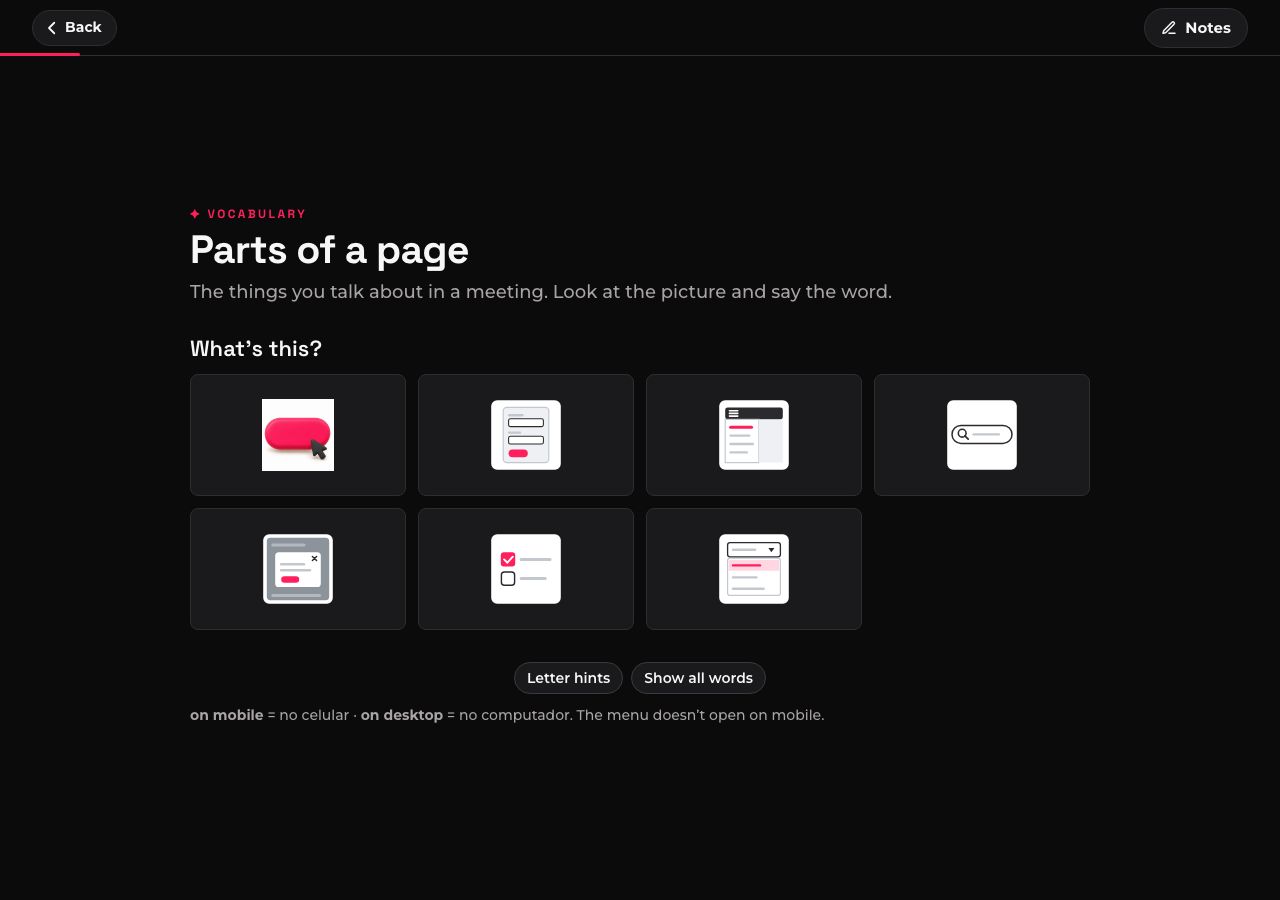 Back
Notes
VOCABULARY
Parts of a page
The things you talk about in a meeting. Look at the picture and say the word.
What's this?
Letter hints
Show all words
on mobile = no celular · on desktop = no computador. The menu doesn't open on mobile.